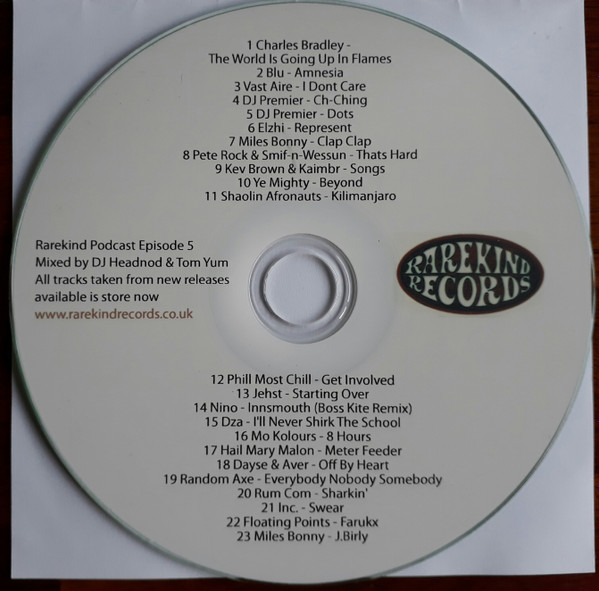 1 Charles Bradley -
The World Is Going Up In Flames
2 Blu - Amnesia
3 Vast Aire - I Dont Care
4 DJ Premier - Ch-Ching
5 DJ Premier - Dots
6 Elzhi - Represent
7 Miles Bonny - Clap Clap
8 Pete Rock & Smif-n-Wessun - Thats Hard
9 Kev Brown & Kaimbr - Songs
10 Ye Mighty - Beyond
11 Shaolin Afronauts - Kilimanjaro
Rarekind Podcast Episode 5
Mixed by DJ Headnod & Tom Yum
All tracks taken from new releases
available is store now
www.rarekindrecords.co.uk
RAREKIND
RECORDS
12 Phill Most Chill - Get Involved
13 Jehst - Starting Over
14 Nino - Innsmouth (Boss Kite Remix)
15 Dza - I'll Never Shirk The School
16 Mo Kolours - 8 Hours
17 Hail Mary Malon - Meter Feeder
18 Dayse & Aver - Off By Heart
19 Random Axe - Everybody Nobody Somebody
20 Rum Com - Sharkin'
21 Inc. - Swear
22 Floating Points - Farukx
23 Miles Bonny - J.Birly